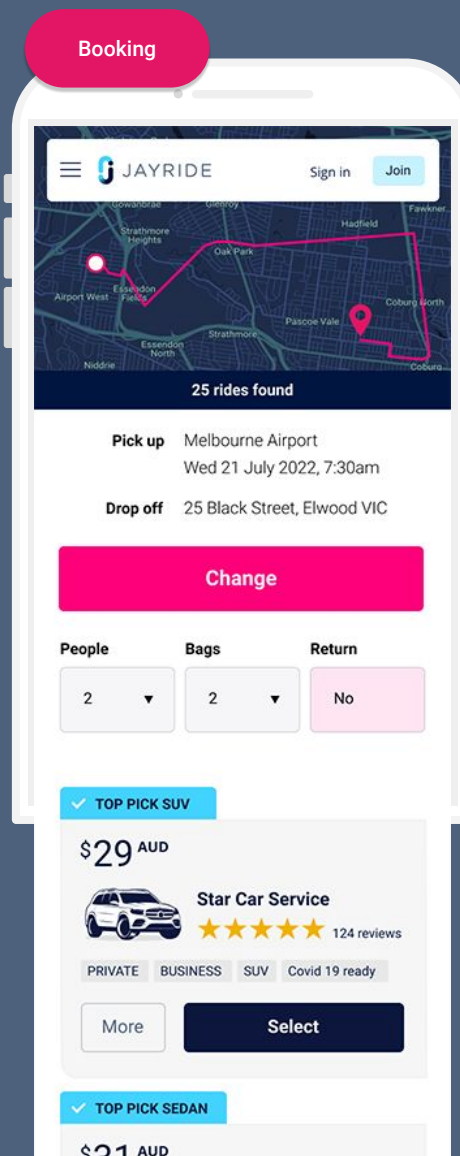 Booking
JAYRIDE Sign in Join
Gowanbrae Glenroy Fawkner
Strathmore Heights
Hadfield
Oak Park
Airport West
Essendon Fields
Coburg North
Pascoe Vale
Strathmore
Essendon North
Niddrie
Coburg
25 rides found
Pick up Melbourne Airport
Wed 21 July 2022, 7:30am
Drop off 25 Black Street, Elwood VIC
Change
People Bags Return
2 ▼ 2 ▼ No
TOP PICK SUV
$29 AUD
Star Car Service
124 reviews
PRIVATE BUSINESS SUV Covid 19 ready
More Select
TOP PICK SEDAN
$31 AUD